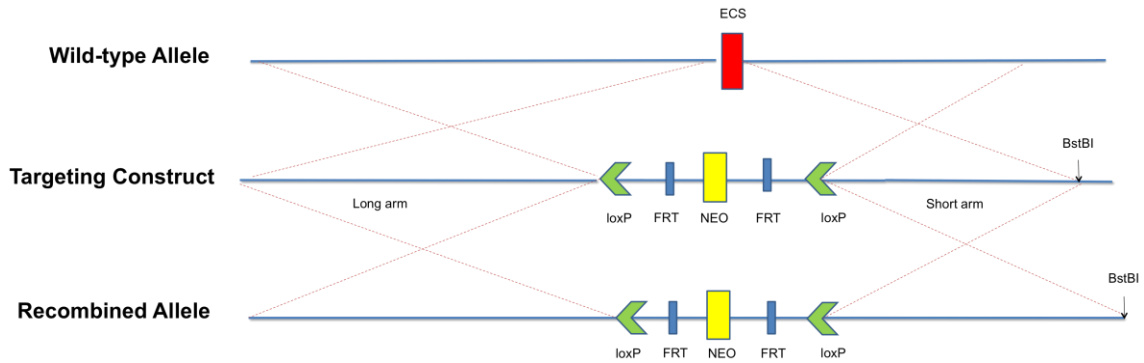 ECS
Wild-type Allele
BstBI
Targeting Construct
Long arm
Short arm
loxP FRT NEO FRT loxP
BstBI
Recombined Allele
loxP FRT NEO FRT loxP